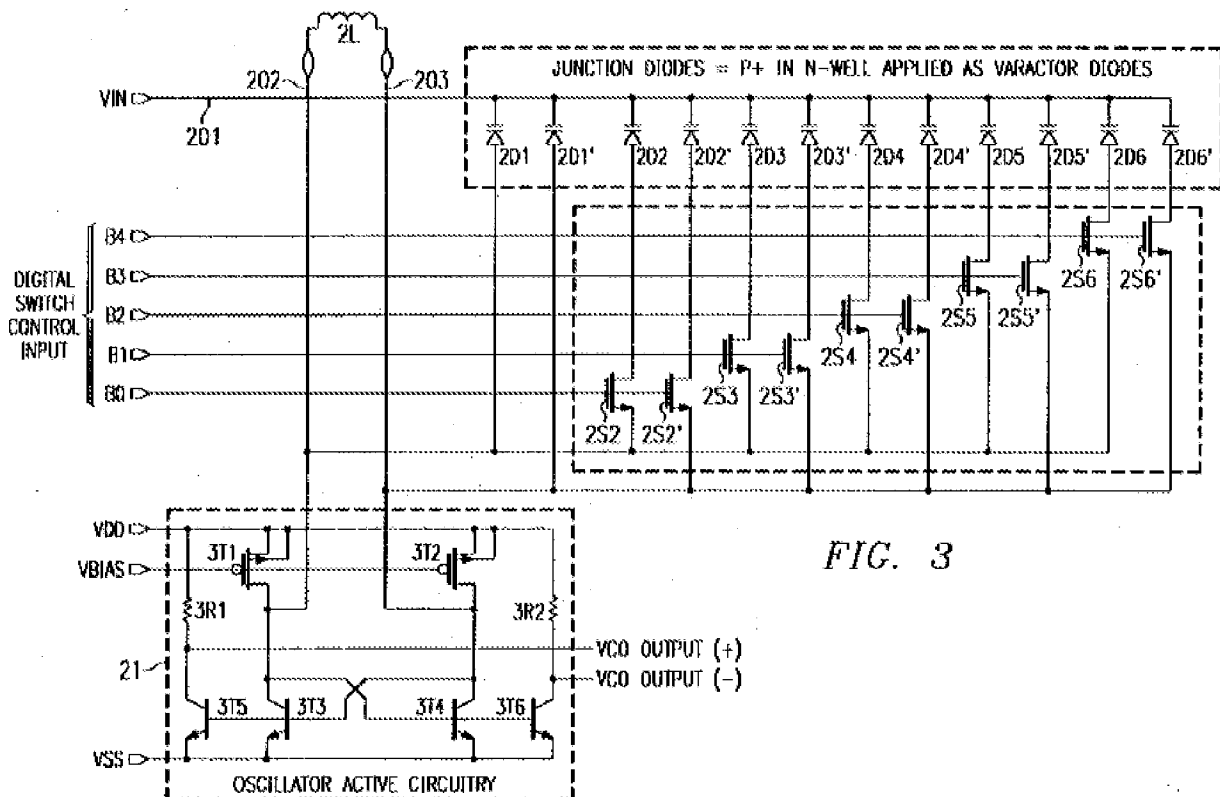 2L
202
203
JUNCTION DIODES = P+ IN N-WELL APPLIED AS VARACTOR DIODES
VIN
201
2D1 2D1' 2D2 2D2' 2D3 2D3' 2D4 2D4' 2D5 2D5' 2D6 2D6'
DIGITAL
SWITCH
CONTROL
INPUT
B4
B3
B2
B1
B0
2S6 2S6'
2S5 2S5'
2S4 2S4'
2S3 2S3'
2S2 2S2'
VDD
VBIAS
3T1
3T2
3R1
3R2
FIG. 3
VCO OUTPUT (+)
VCO OUTPUT (-)
21
3T5 3T3 3T4 3T6
VSS
OSCILLATOR ACTIVE CIRCUITRY